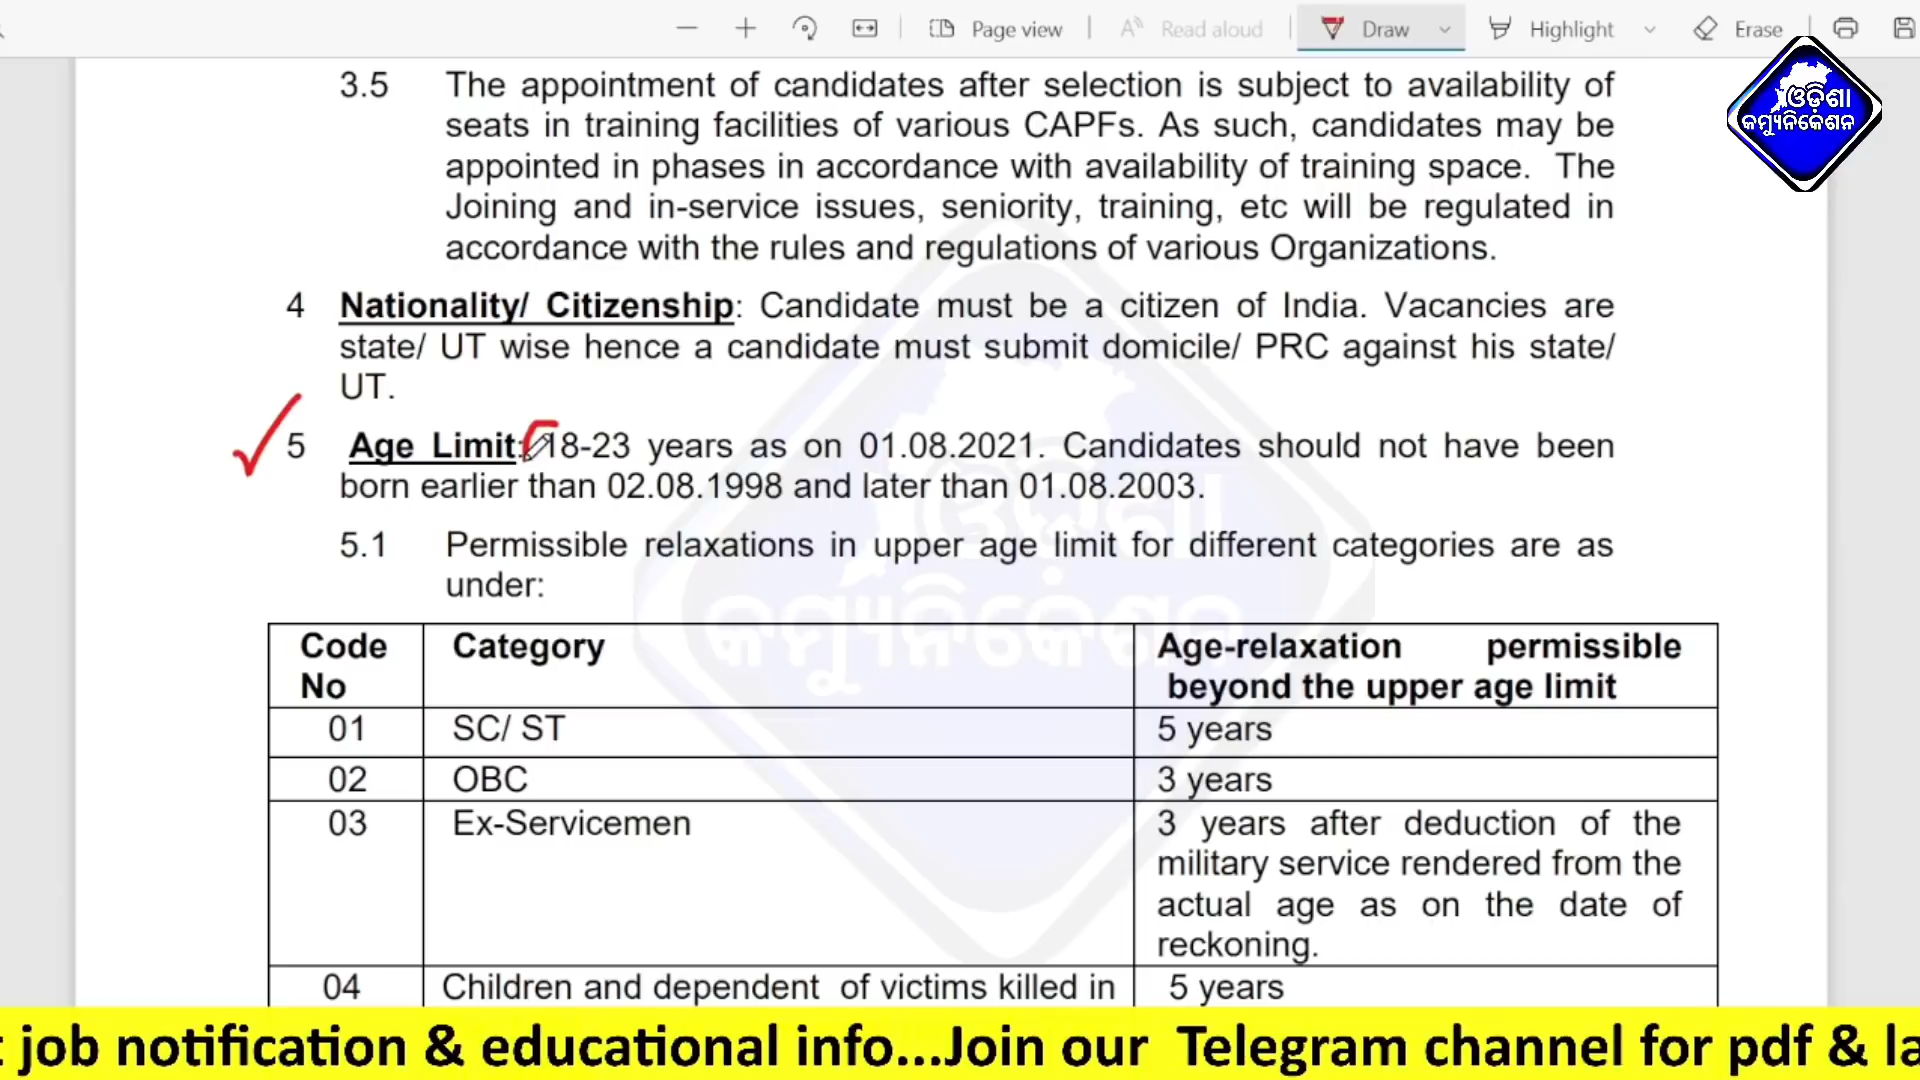 Page view
Read aloud
Draw
Highlight
Erase
ଓଡ଼ିଶା
କମ୍ୟୁନିକେଶନ
3.5 The appointment of candidates after selection is subject to availability of
seats in training facilities of various CAPFs. As such, candidates may be
appointed in phases in accordance with availability of training space. The
Joining and in-service issues, seniority, training, etc will be regulated in
accordance with the rules and regulations of various Organizations.
4 Nationality/ Citizenship: Candidate must be a citizen of India. Vacancies are
state/ UT wise hence a candidate must submit domicile/ PRC against his state/
UT.
5 Age Limit: 18-23 years as on 01.08.2021. Candidates should not have been
born earlier than 02.08.1998 and later than 01.08.2003.
5.1 Permissible relaxations in upper age limit for different categories are as
under:
ଓଡ଼ିଶା
କମ୍ୟୁନିକେଶନ
Code No Category Age-relaxation permissible
beyond the upper age limit
01 SC/ ST 5 years
02 OBC 3 years
03 Ex-Servicemen 3 years after deduction of the
military service rendered from the
actual age as on the date of
reckoning.
04 Children and dependent of victims killed in 5 years
job notification & educational info...Join our Telegram channel for pdf &